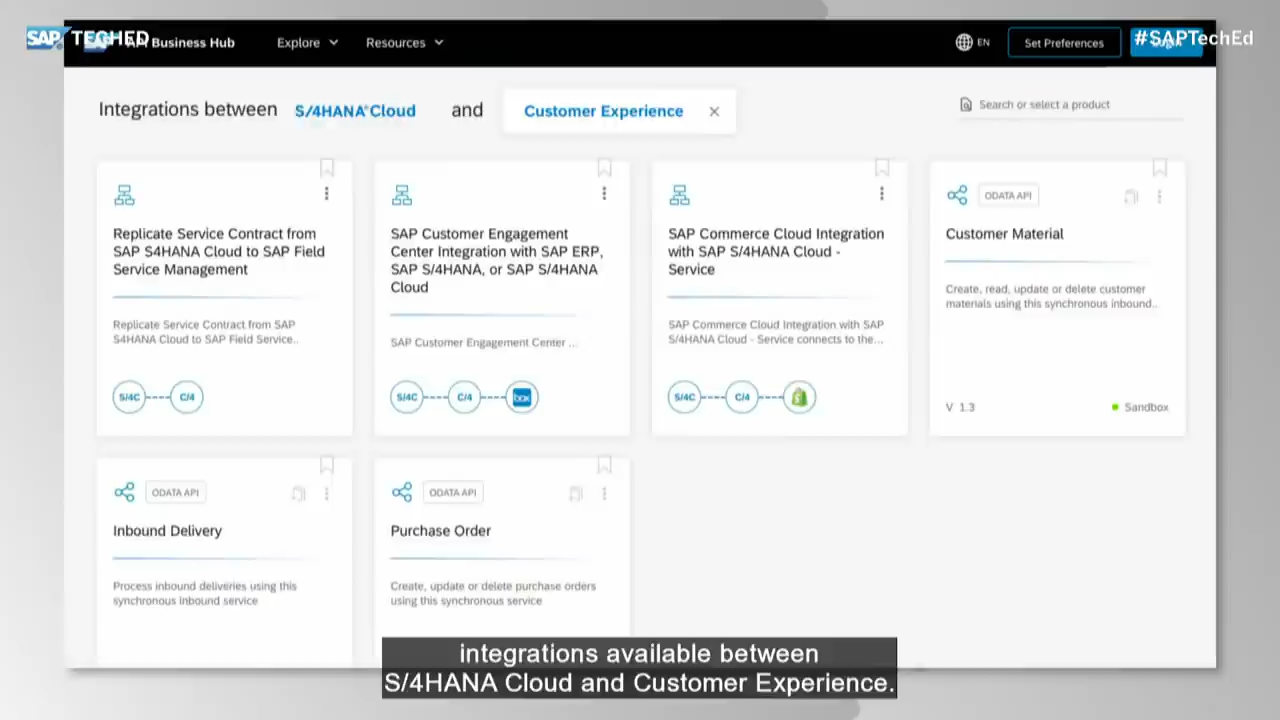 SAP TECHED
SAP API Business Hub
Explore
Resources
EN
Set Preferences
#SAPTechEd
Integrations between S/4HANA Cloud and Customer Experience ×
Search or select a product
Replicate Service Contract from
SAP S4HANA Cloud to SAP Field
Service Management
Replicate Service Contract from SAP
S4HANA Cloud to SAP Field Service..
S/4C
C/4
SAP Customer Engagement
Center Integration with SAP ERP,
SAP S/4HANA, or SAP S/4HANA
Cloud
SAP Customer Engagement Center ...
S/4C
C/4
box
SAP Commerce Cloud Integration
with SAP S/4HANA Cloud -
Service
SAP Commerce Cloud Integration with SAP
S/4HANA Cloud - Service connects to the...
S/4C
C/4
ODATA API
Customer Material
Create, read, update or delete customer
materials using this synchronous inbound..
V 1.3
Sandbox
ODATA API
Inbound Delivery
Process inbound deliveries using this
synchronous inbound service
ODATA API
Purchase Order
Create, update or delete purchase orders
using this synchronous service
integrations available between
S/4HANA Cloud and Customer Experience.